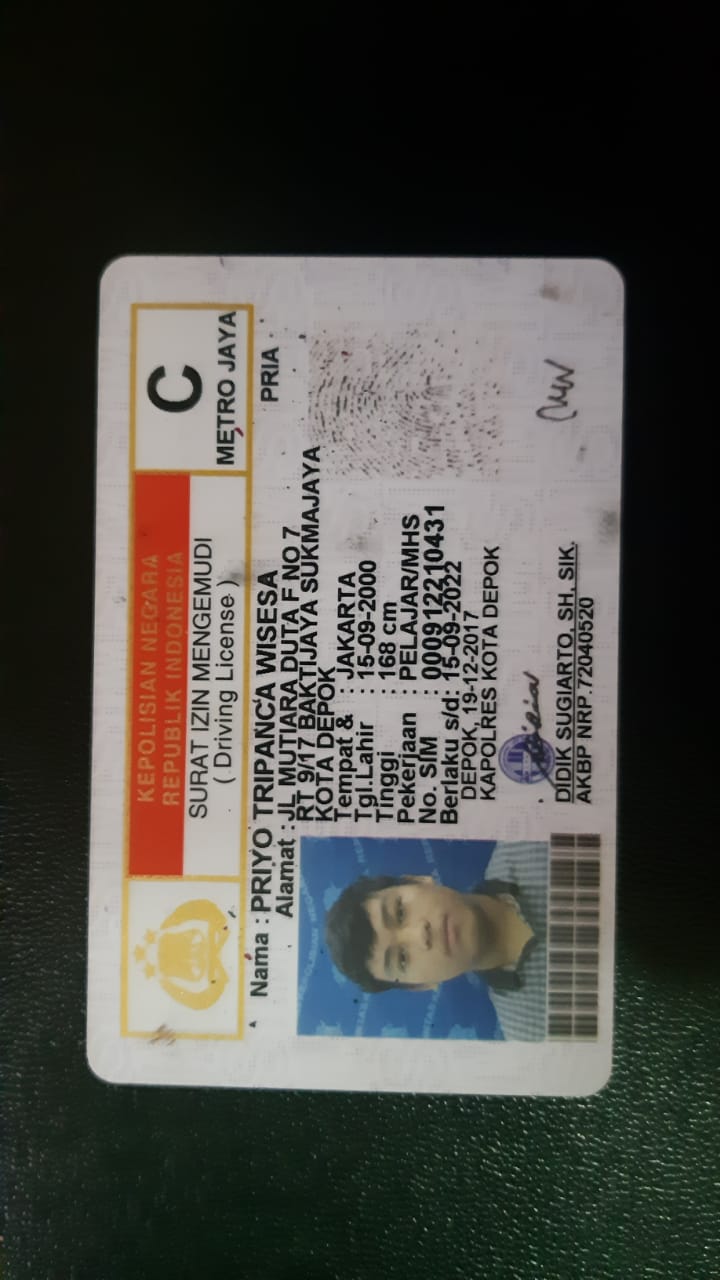 KEPOLISIAN NEGARA
REPUBLIK INDONESIA
SURAT IZIN MENGEMUDI
( Driving License )
C
METRO JAYA
Nama : PRIYO TRIPANCA WISESA
PRIA
Alamat : JL MUTIARA DUTA F NO 7
RT 9/17 BAKTIJAYA SUKMAJAYA
KOTA DEPOK
Tempat & : JAKARTA
Tgl.Lahir : 15-09-2000
Tinggi : 168 cm
Pekerjaan : PELAJAR/MHS
No. SIM : 000912210431
Berlaku s/d : 15-09-2022
DEPOK, 19-12-2017
KAPOLRES KOTA DEPOK
DIDIK SUGIARTO, SH, SIK.
AKBP NRP.72040520